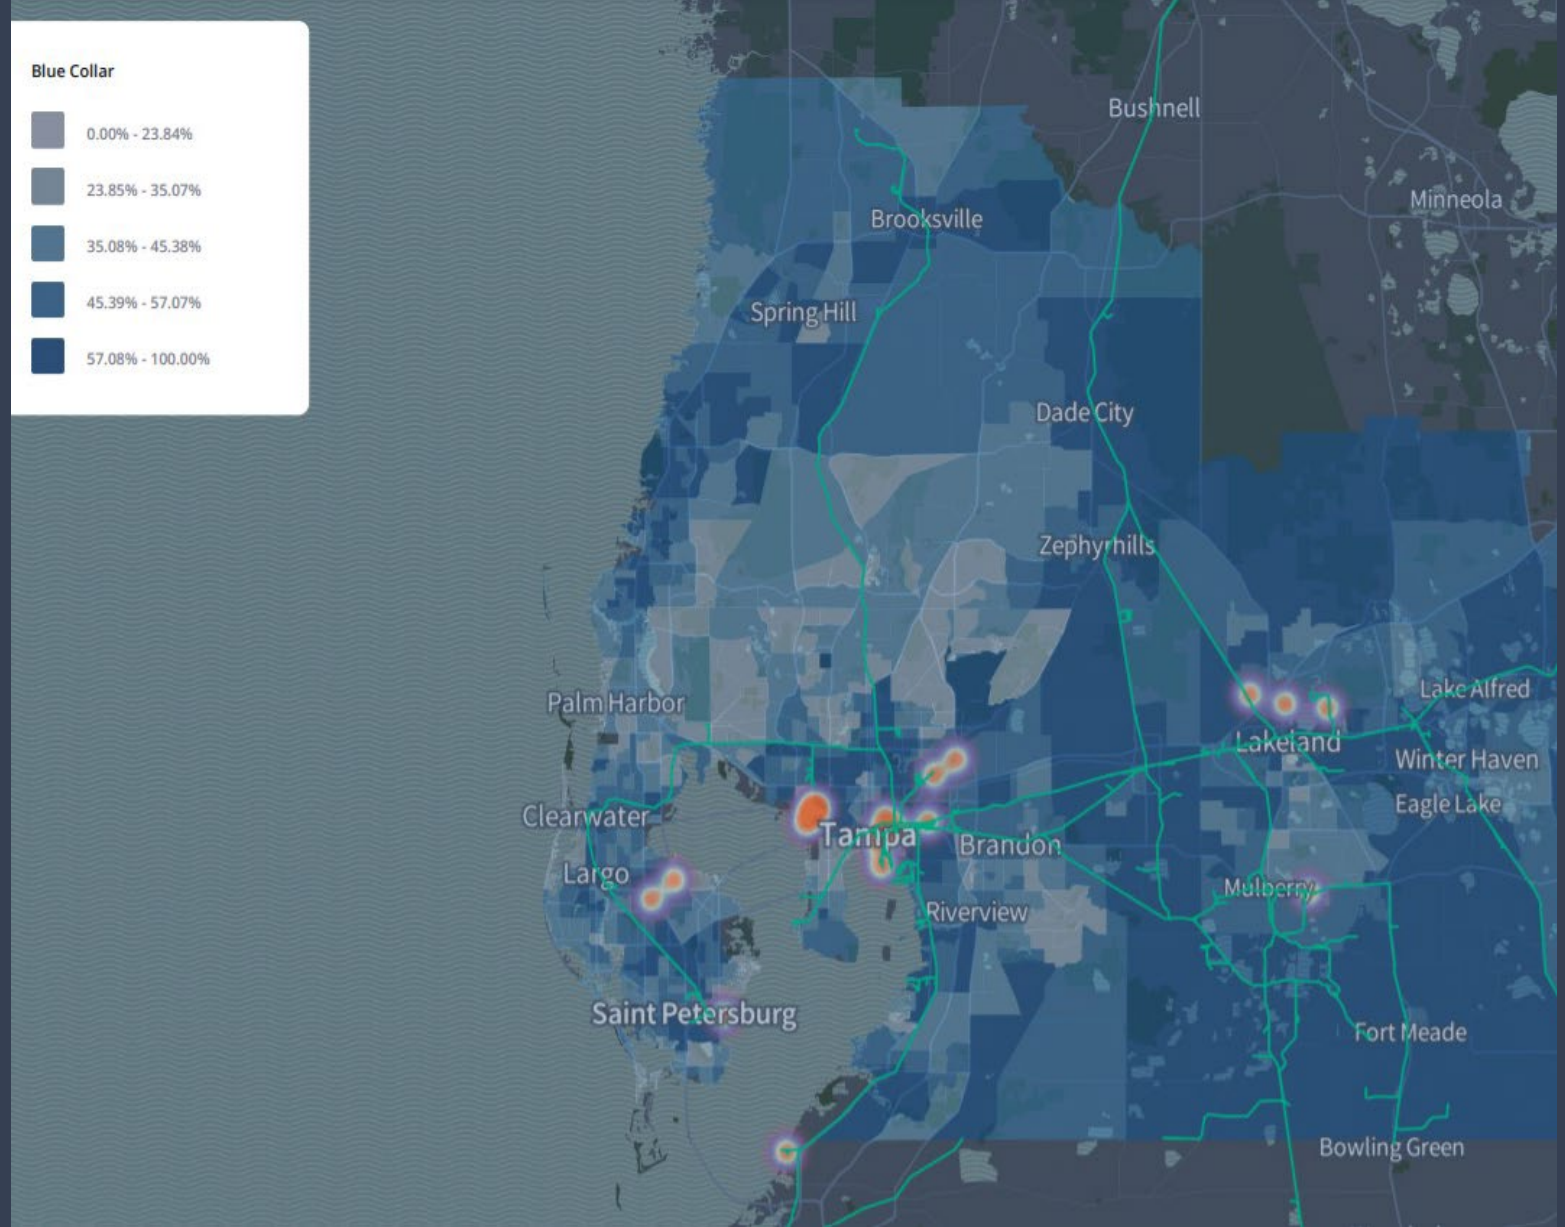 Blue Collar
0.00% - 23.84%
23.85% - 35.07%
35.08% - 45.38%
45.39% - 57.07%
57.08% - 100.00%
Bushnell
Minneola
Brooksville
Spring Hill
Dade City
Zephyrhills
Palm Harbor
Lake Alfred
Lakeland
Winter Haven
Eagle Lake
Clearwater
Tampa
Brandon
Largo
Mulberry
Riverview
Saint Petersburg
Fort Meade
Bowling Green